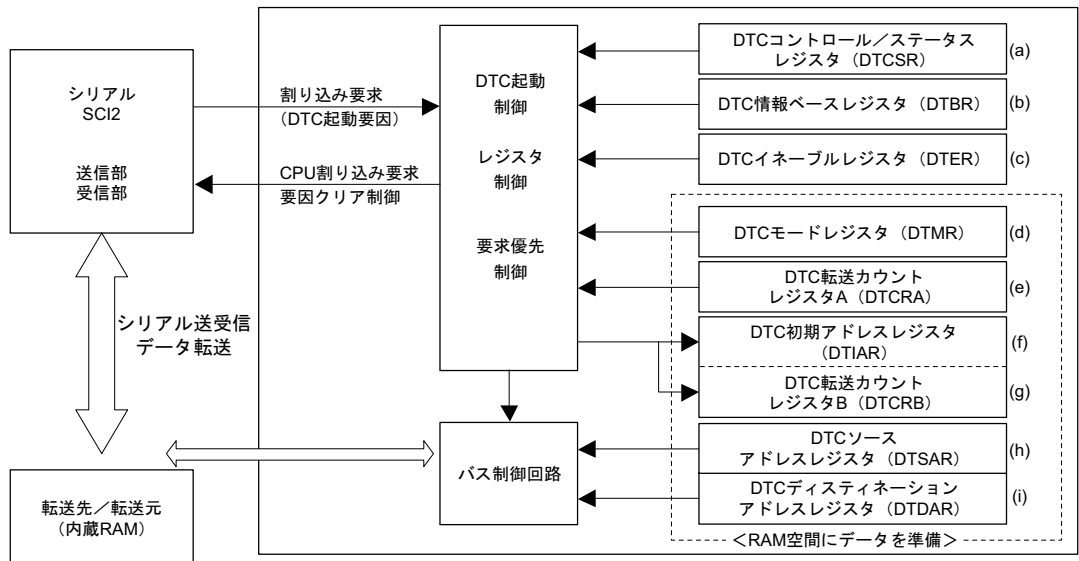 シリアル
SCI2
送信部
受信部
割り込み要求
(DTC起動要因)
CPU割り込み要求
要因クリア制御
シリアル送受信
データ転送
転送先／転送元
(内蔵RAM)
DTC起動
制御
レジスタ
制御
要求優先
制御
バス制御回路
DTCコントロール／ステータス
レジスタ（DTCSR） (a)
DTC情報ベースレジスタ（DTBR） (b)
DTCイネーブルレジスタ（DTER） (c)
DTCモードレジスタ（DTMR） (d)
DTC転送カウント
レジスタA（DTCRA） (e)
DTC初期アドレスレジスタ
（DTIAR） (f)
DTC転送カウント
レジスタB（DTCRB） (g)
DTCソース
アドレスレジスタ（DTSAR） (h)
DTCディスティネーション
アドレスレジスタ（DTDAR） (i)
＜RAM空間にデータを準備＞